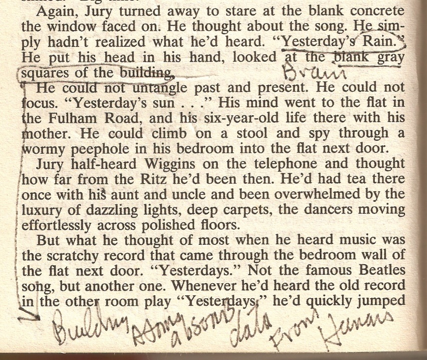 Again, Jury turned away to stare at the blank concrete
the window faced on. He thought about the song. He sim-
ply hadn't realized what he'd heard. "Yesterday's Rain."
He put his head in his hand, looked at the blank gray
squares of the building.
Brain
He could not untangle past and present. He could not
focus. "Yesterday's sun . . ." His mind went to the flat in
the Fulham Road, and his six-year-old life there with his
mother. He could climb on a stool and spy through a
wormy peephole in his bedroom into the flat next door.
Jury half-heard Wiggins on the telephone and thought
how far from the Ritz he'd been then. He'd had tea there
once with his aunt and uncle and been overwhelmed by the
luxury of dazzling lights, deep carpets, the dancers moving
effortlessly across polished floors.
But what he thought of most when he heard music was
the scratchy record that came through the bedroom wall of
the flat next door. "Yesterdays." Not the famous Beatles
song, but another one. Whenever he'd heard the old record
in the other room play "Yesterdays," he'd quickly jumped
Building absorbs data From Humans